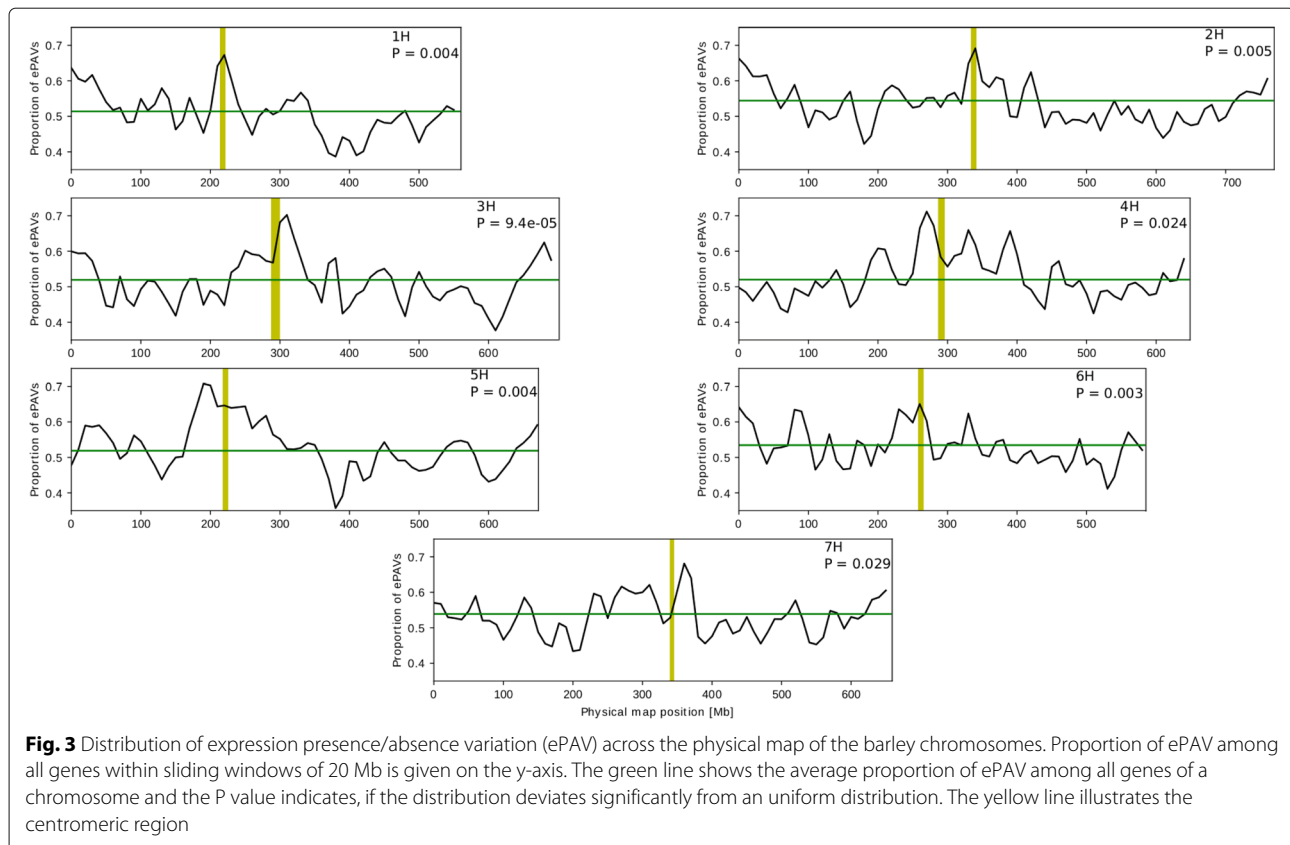 1H
P = 0.004
Proportion of ePAVs
0.7
0.6
0.5
0.4
0 100 200 300 400 500
2H
P = 0.005
Proportion of ePAVs
0.7
0.6
0.5
0.4
0 100 200 300 400 500 600 700
3H
P = 9.4e-05
Proportion of ePAVs
0.7
0.6
0.5
0.4
0 100 200 300 400 500 600
4H
P = 0.024
Proportion of ePAVs
0.7
0.6
0.5
0.4
0 100 200 300 400 500 600
5H
P = 0.004
Proportion of ePAVs
0.7
0.6
0.5
0.4
0 100 200 300 400 500 600
6H
P = 0.003
Proportion of ePAVs
0.7
0.6
0.5
0.4
0 100 200 300 400 500
7H
P = 0.029
Proportion of ePAVs
0.7
0.6
0.5
0.4
0 100 200 300 400 500 600
Physical map position [Mb]
Fig. 3 Distribution of expression presence/absence variation (ePAV) across the physical map of the barley chromosomes. Proportion of ePAV among
all genes within sliding windows of 20 Mb is given on the y-axis. The green line shows the average proportion of ePAV among all genes of a
chromosome and the P value indicates, if the distribution deviates significantly from an uniform distribution. The yellow line illustrates the
centromeric region